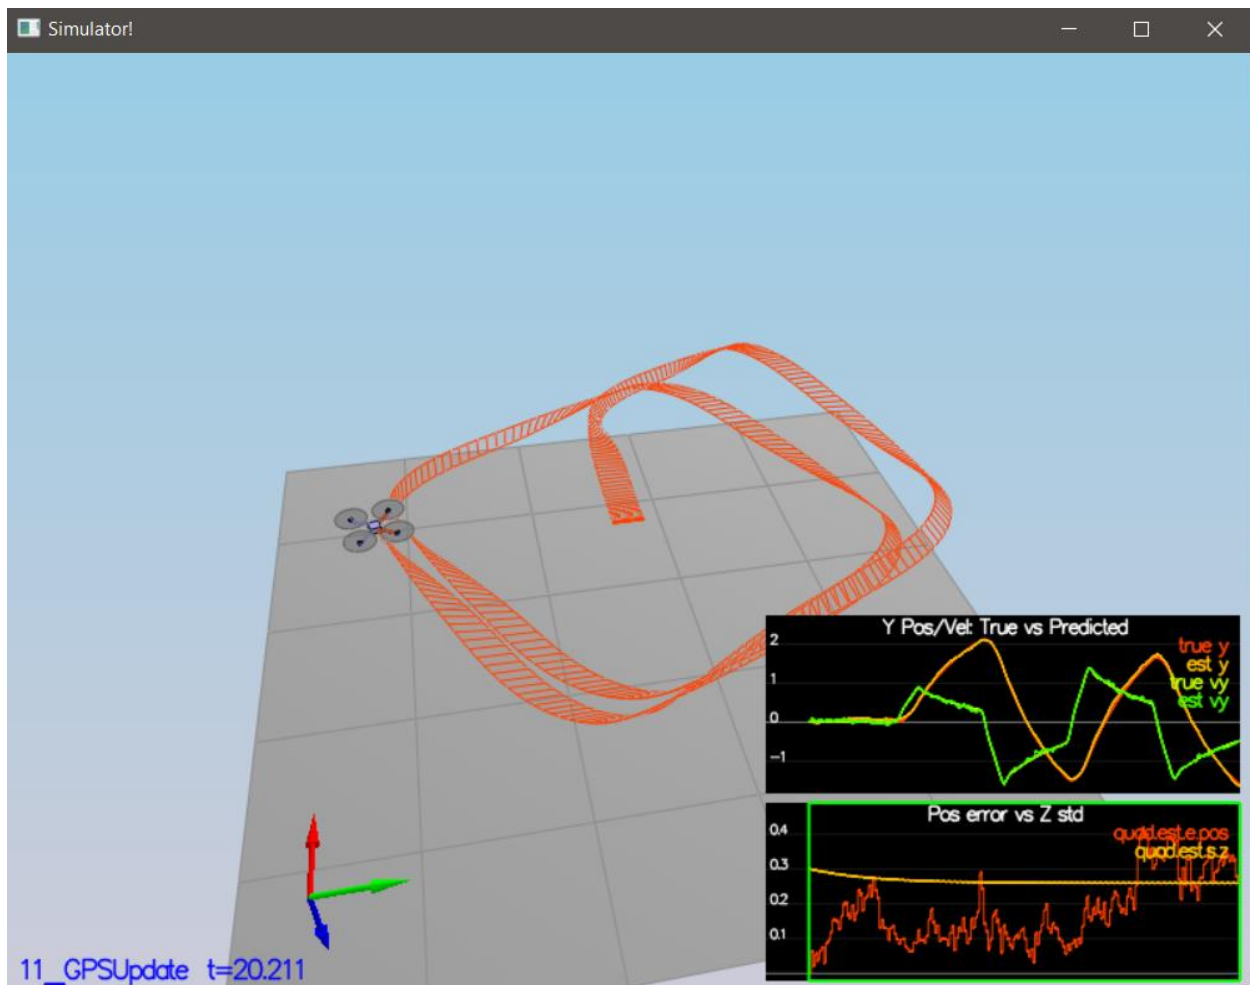 Simulator!
Y Pos/Vel: True vs Predicted
2
1
0
-1
true y
est y
true vy
est vy
Pos error vs Z std
0.4
0.3
0.2
0.1
quad.est.e.pos
quad.est.s.z
11_GPSUpdate t=20.211